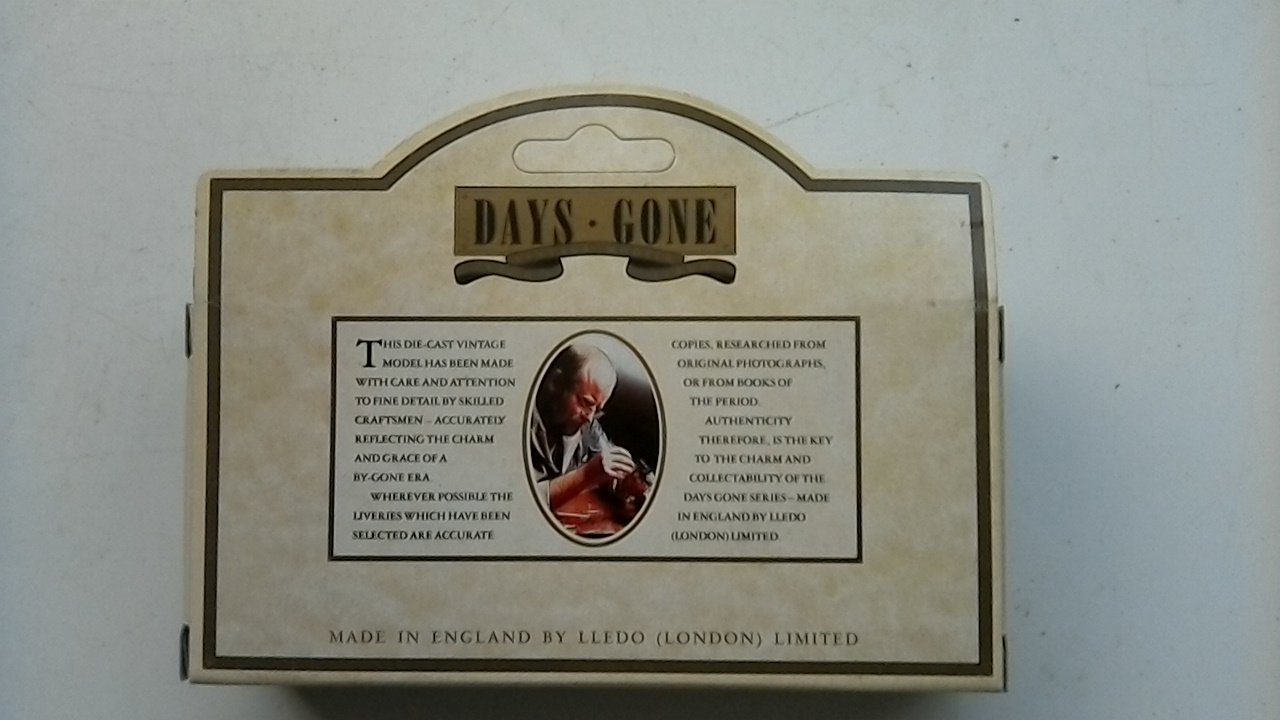 DAYS · GONE
THIS DIE-CAST VINTAGE
MODEL HAS BEEN MADE
WITH CARE AND ATTENTION
TO FINE DETAIL BY SKILLED
CRAFTSMEN – ACCURATELY
REFLECTING THE CHARM
AND GRACE OF A
BY-GONE ERA.
WHEREVER POSSIBLE THE
LIVERIES WHICH HAVE BEEN
SELECTED ARE ACCURATE
COPIES, RESEARCHED FROM
ORIGINAL PHOTOGRAPHS,
OR FROM BOOKS OF
THE PERIOD.
AUTHENTICITY
THEREFORE, IS THE KEY
TO THE CHARM AND
COLLECTABILITY OF THE
DAYS GONE SERIES – MADE
IN ENGLAND BY LLEDO
(LONDON) LIMITED.
MADE IN ENGLAND BY LLEDO (LONDON) LIMITED